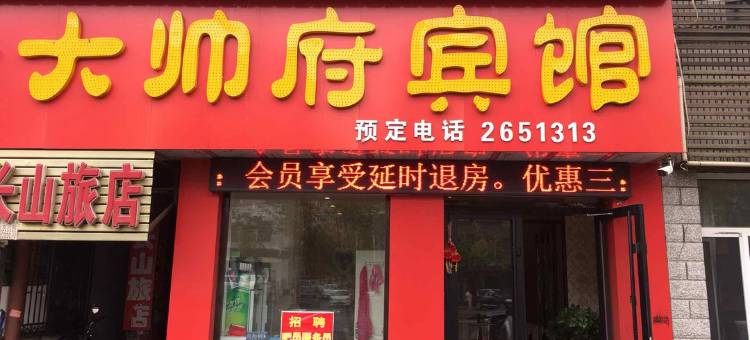 大帅府宾馆
预定电话 2651313
：会员享受延时退房。优惠三：
长山旅店
招聘